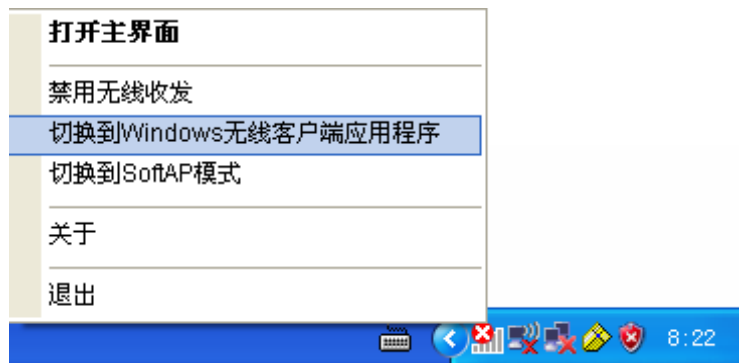 打开主界面
禁用无线收发
切换到Windows无线客户端应用程序
切换到SoftAP模式
关于
退出
8:22